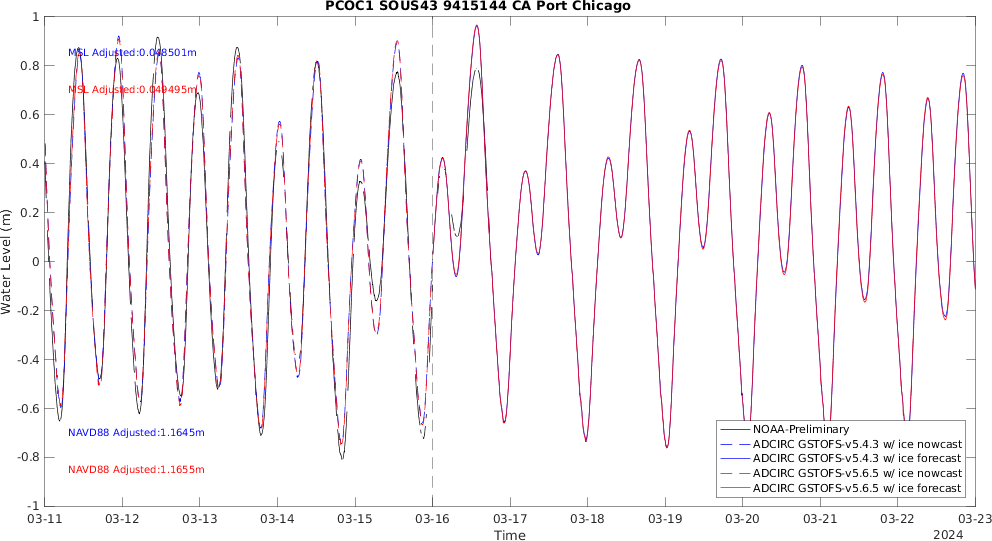 PCOC1 SOUS43 9415144 CA Port Chicago
1
0.8
0.6
0.4
0.2
0
-0.2
-0.4
-0.6
-0.8
-1
Water Level (m)
MSL Adjusted:0.048501m
MSL Adjusted:0.049495m
NAVD88 Adjusted:1.1645m
NAVD88 Adjusted:1.1655m
NOAA-Preliminary
ADCIRC GSTOFS-v5.4.3 w/ ice nowcast
ADCIRC GSTOFS-v5.4.3 w/ ice forecast
ADCIRC GSTOFS-v5.6.5 w/ ice nowcast
ADCIRC GSTOFS-v5.6.5 w/ ice forecast
03-11 03-12 03-13 03-14 03-15 03-16 03-17 03-18 03-19 03-20 03-21 03-22 03-23
Time
2024